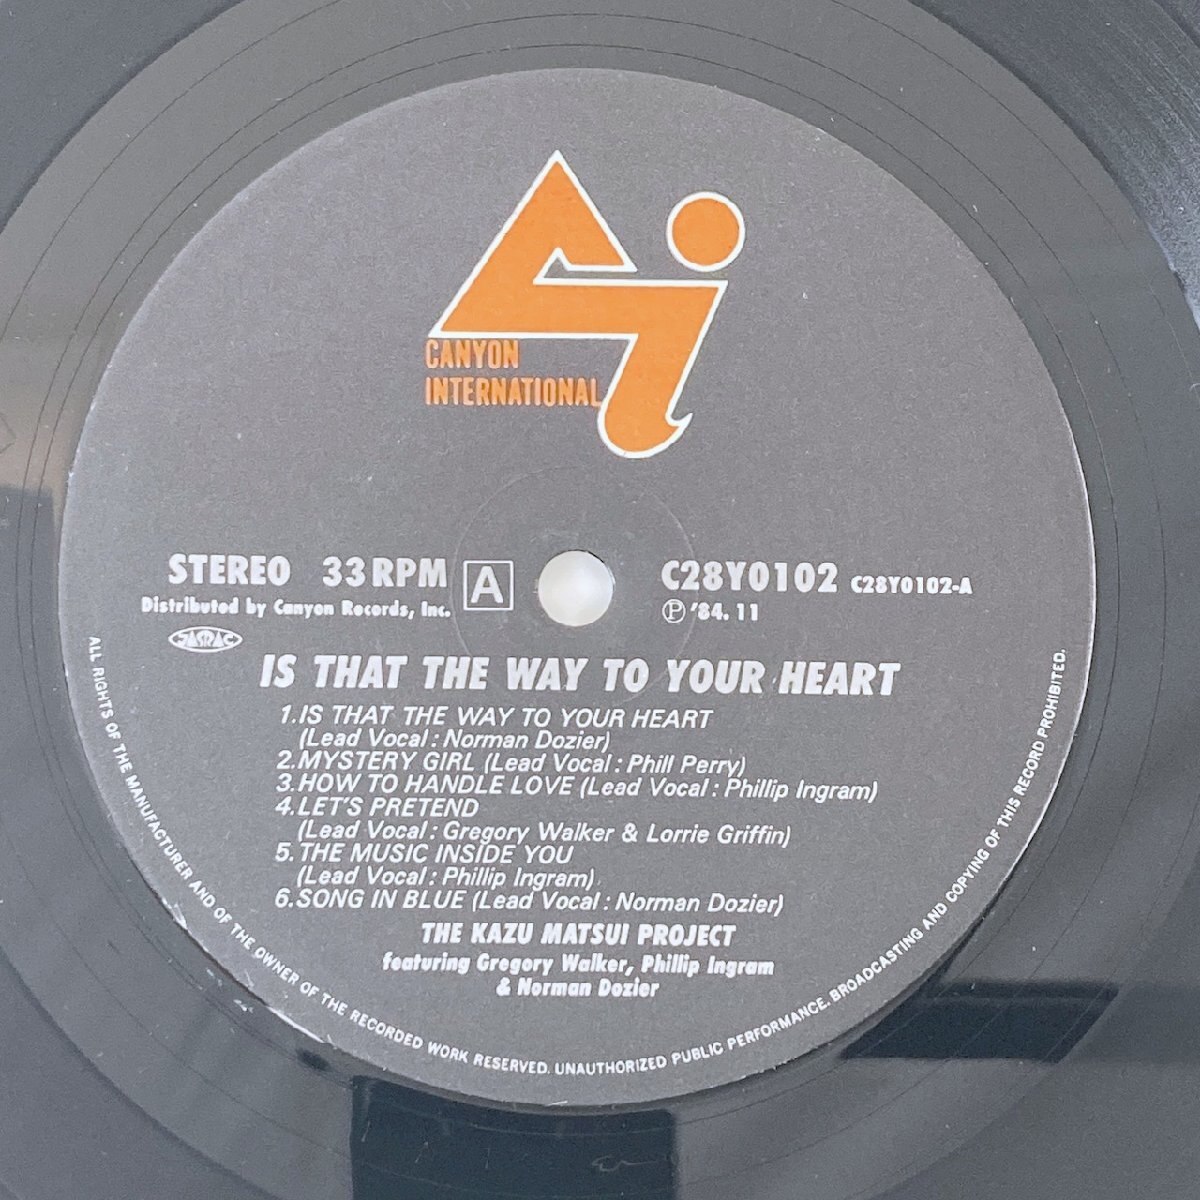 CANYON
INTERNATIONAL
STEREO 33RPM A C28Y0102 C28Y0102-A
Distributed by Canyon Records, Inc. Ⓟ '84. 11
JASRAC
IS THAT THE WAY TO YOUR HEART
1.IS THAT THE WAY TO YOUR HEART
(Lead Vocal : Norman Dozier)
2.MYSTERY GIRL (Lead Vocal : Phill Perry)
3.HOW TO HANDLE LOVE (Lead Vocal : Phillip Ingram)
4.LET'S PRETEND
(Lead Vocal : Gregory Walker & Lorrie Griffin)
5.THE MUSIC INSIDE YOU
(Lead Vocal : Phillip Ingram)
6.SONG IN BLUE (Lead Vocal : Norman Dozier)
THE KAZU MATSUI PROJECT
featuring Gregory Walker, Phillip Ingram
& Norman Dozier
ALL RIGHTS OF THE MANUFACTURER AND OF THE OWNER OF THE RECORDED WORK RESERVED. UNAUTHORIZED PUBLIC PERFORMANCE, BROADCASTING AND COPYING OF THIS RECORD PROHIBITED.